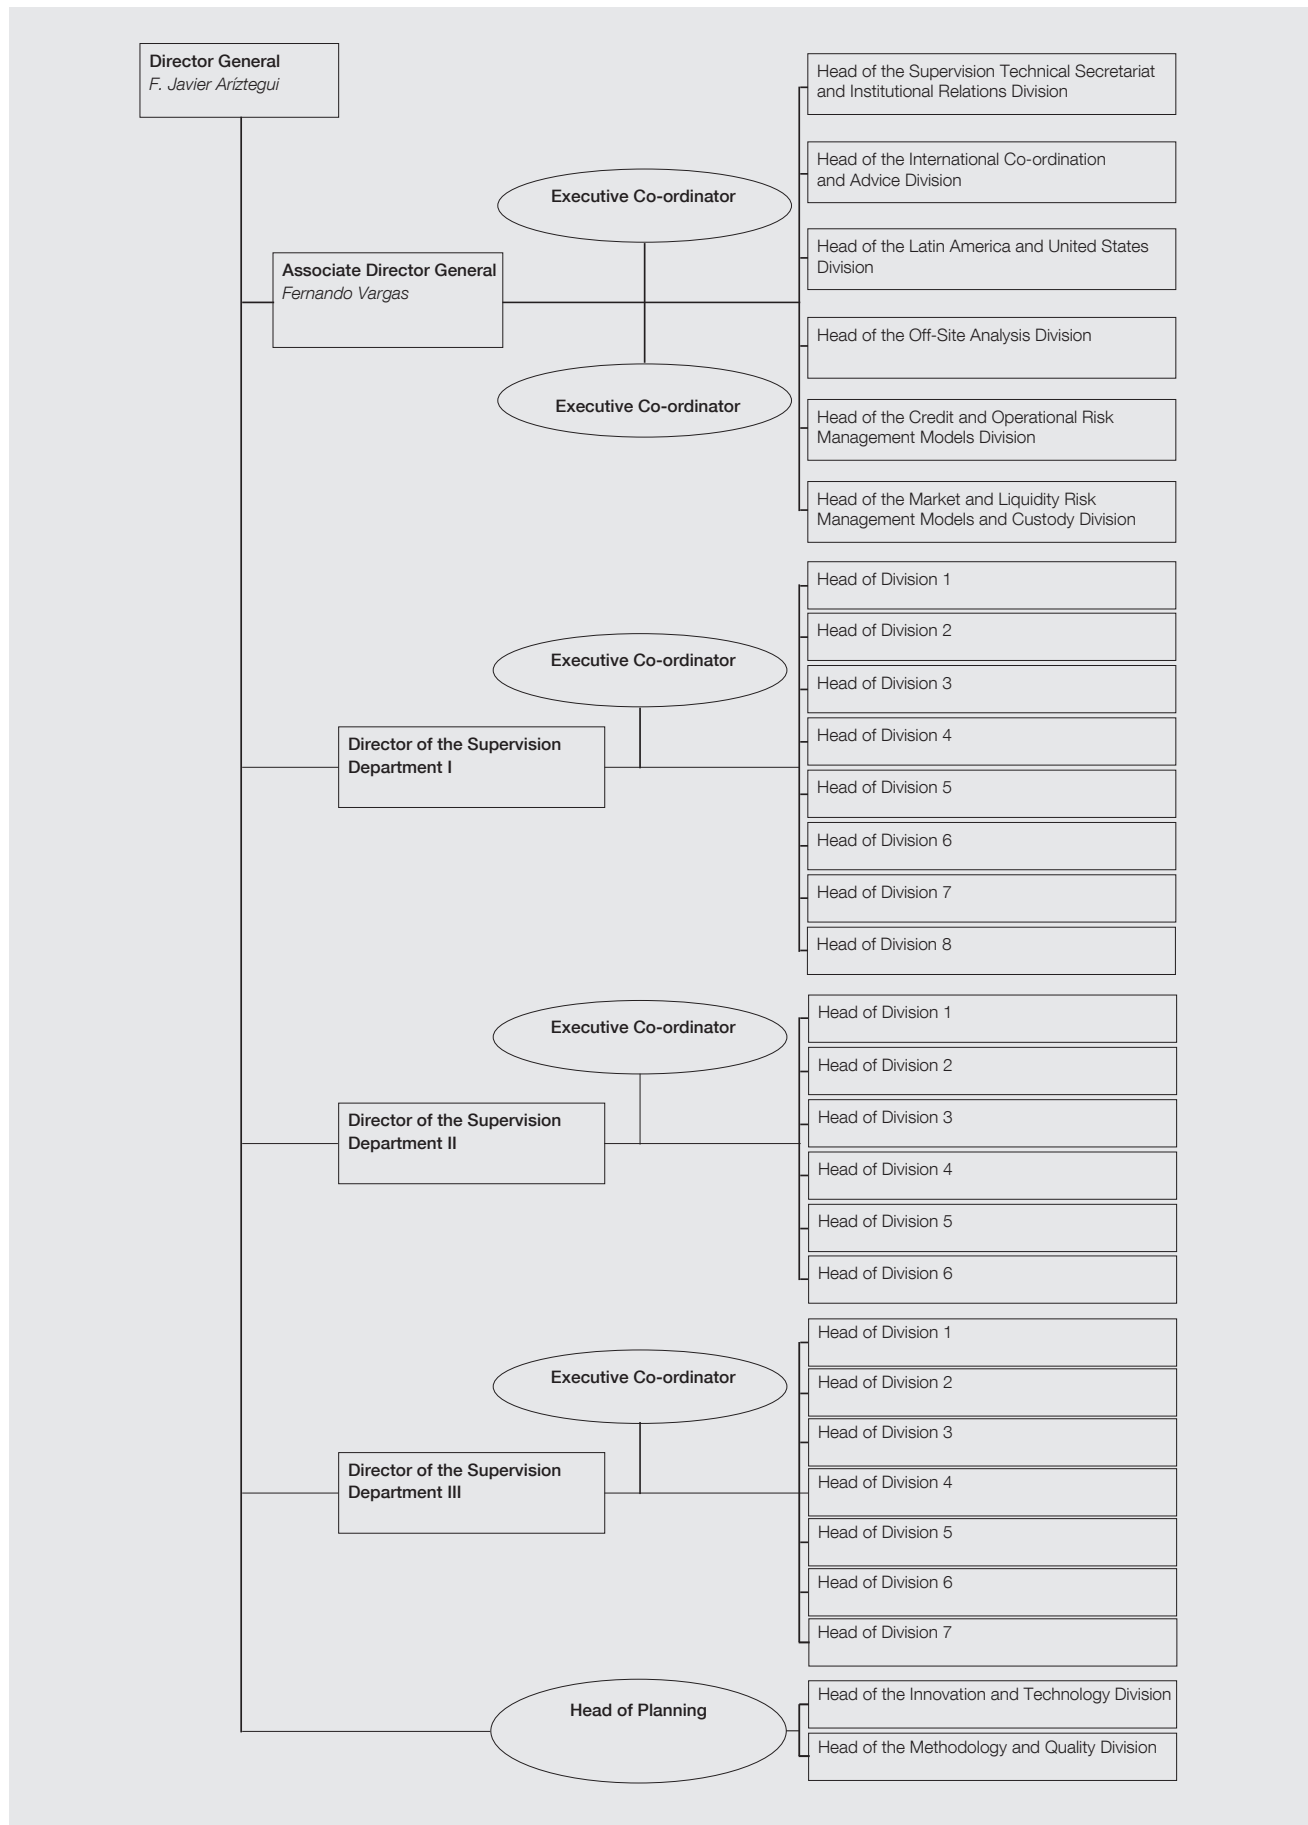 Director General
F. Javier Aríztegui
Head of the Supervision Technical Secretariat
and Institutional Relations Division
Head of the International Co-ordination
and Advice Division
Executive Co-ordinator
Head of the Latin America and United States
Division
Associate Director General
Fernando Vargas
Head of the Off-Site Analysis Division
Executive Co-ordinator
Head of the Credit and Operational Risk
Management Models Division
Head of the Market and Liquidity Risk
Management Models and Custody Division
Head of Division 1
Head of Division 2
Executive Co-ordinator
Head of Division 3
Head of Division 4
Director of the Supervision
Department I
Head of Division 5
Head of Division 6
Head of Division 7
Head of Division 8
Head of Division 1
Executive Co-ordinator
Head of Division 2
Head of Division 3
Director of the Supervision
Department II
Head of Division 4
Head of Division 5
Head of Division 6
Head of Division 1
Executive Co-ordinator
Head of Division 2
Head of Division 3
Director of the Supervision
Department III
Head of Division 4
Head of Division 5
Head of Division 6
Head of Division 7
Head of Planning
Head of the Innovation and Technology Division
Head of the Methodology and Quality Division